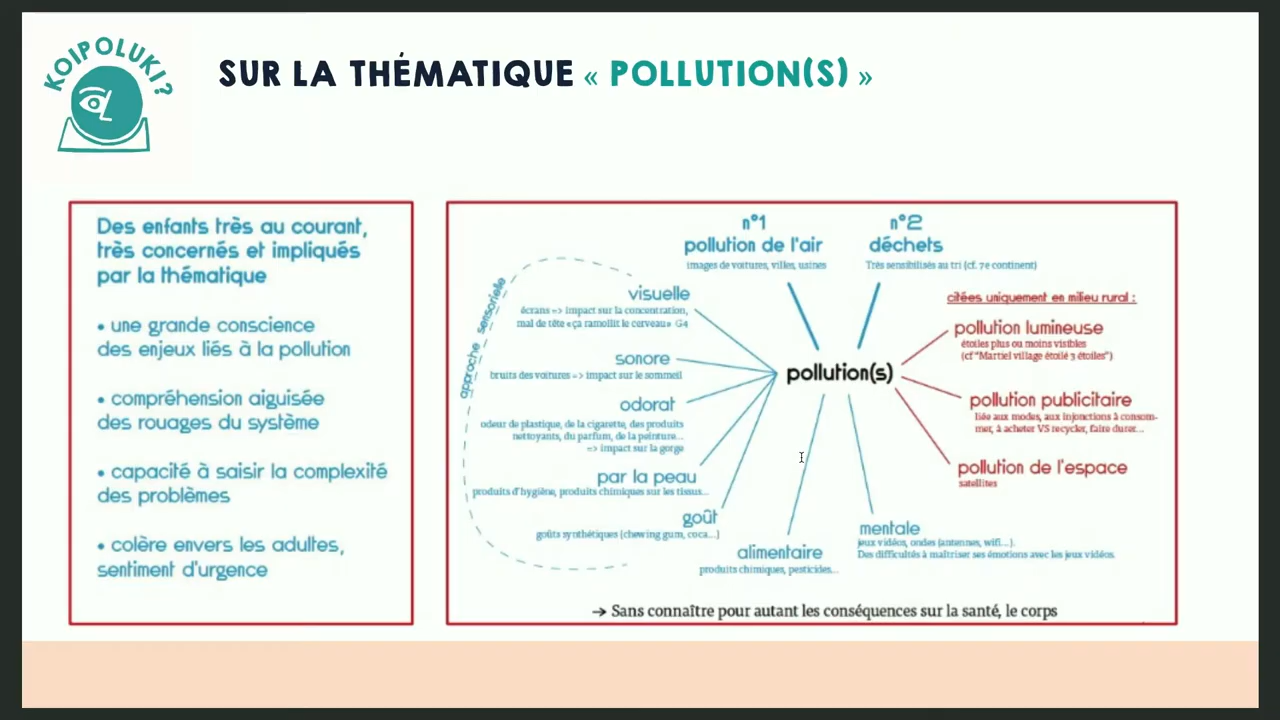 KOIPOLUKI?
SUR LA THÉMATIQUE « POLLUTION(S) »
Des enfants très au courant,
très concernés et impliqués
par la thématique
• une grande conscience
des enjeux liés à la pollution
• compréhension aiguisée
des rouages du système
• capacité à saisir la complexité
des problèmes
• colère envers les adultes,
sentiment d'urgence
n°1
pollution de l'air
images de voitures, villes, usines
n°2
déchets
Très sensibilisés au tri (cf. 7e continent)
approche sensorielle
visuelle
écrans => impact sur la concentration,
mal de tête «ça ramollit le cerveau» G4
sonore
bruits des voitures => impact sur le sommeil
odorat
odeur de plastique, de la cigarette, des produits
nettoyants, du parfum, de la peinture...
=> impact sur la gorge
par la peau
produits d'hygiène, produits chimiques sur les tissus...
goût
goûts synthétiques (chewing gum, coca...)
pollution(s)
citées uniquement en milieu rural :
pollution lumineuse
étoiles plus ou moins visibles
(cf "Martiel village étoilé 3 étoiles")
pollution publicitaire
liée aux modes, aux injonctions à consom-
mer, à acheter VS recycler, faire durer...
pollution de l'espace
satellites
alimentaire
produits chimiques, pesticides...
mentale
jeux vidéos, ondes (antennes, wifi...).
Des difficultés à maîtriser ses émotions avec les jeux vidéos.
→ Sans connaître pour autant les conséquences sur la santé, le corps